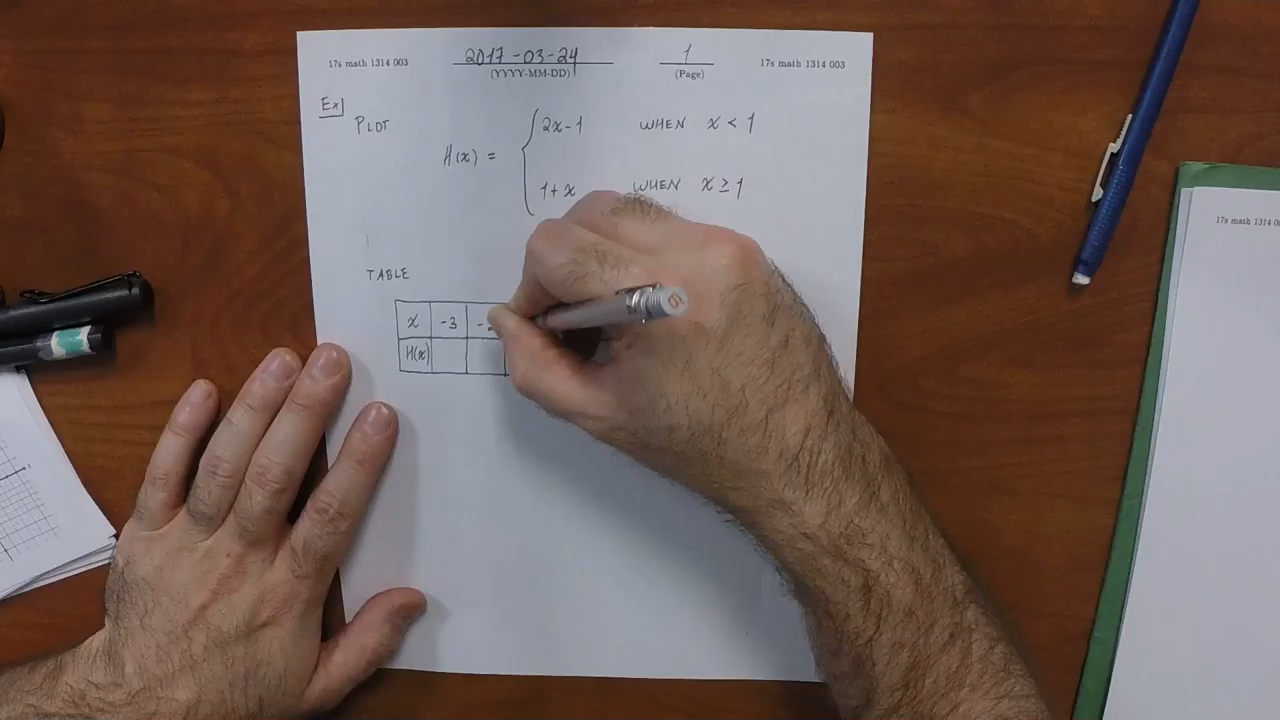 17s math 1314 003 2017-03-24 1 17s math 1314 003
(YYYY-MM-DD) (Page)
Ex
PLOT
2x-1 WHEN x < 1
H(x) =
1+x WHEN x ≥ 1
TABLE
x -3
H(x)
17s math 1314